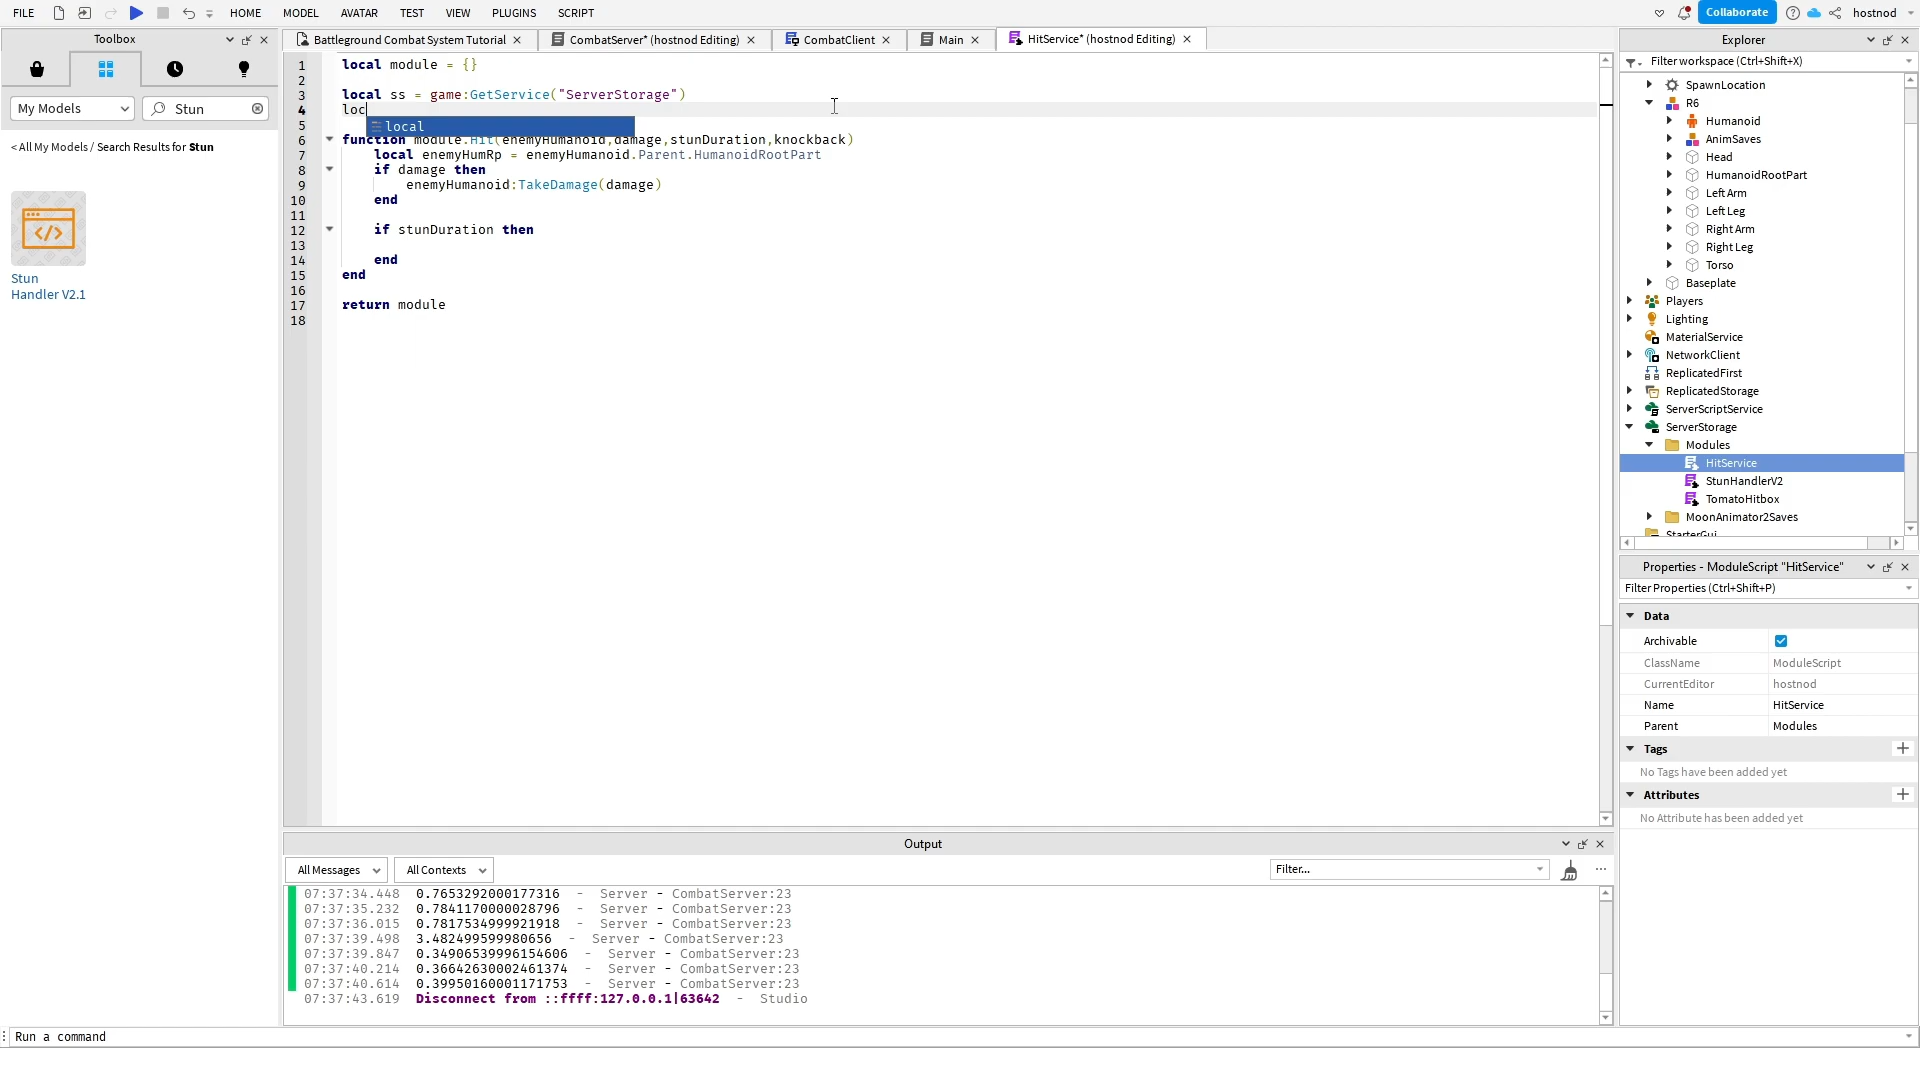 FILE HOME MODEL AVATAR TEST VIEW PLUGINS SCRIPT Collaborate hostnod
Toolbox
My Models Stun
< All My Models / Search Results for Stun
Stun
Handler V2.1
Battleground Combat System Tutorial CombatServer* (hostnod Editing) CombatClient Main HitService* (hostnod Editing)
1 local module = {}
2
3 local ss = game:GetService("ServerStorage")
4 loc
local
5
6 function module.Hit(enemyHumanoid,damage,stunDuration,knockback)
7 local enemyHumRp = enemyHumanoid.Parent.HumanoidRootPart
8 if damage then
9 enemyHumanoid:TakeDamage(damage)
10 end
11
12 if stunDuration then
13
14 end
15 end
16
17 return module
18
Output
All Messages All Contexts Filter...
07:37:34.448 0.7653292000177316 - Server - CombatServer:23
07:37:35.232 0.7841170000028796 - Server - CombatServer:23
07:37:36.015 0.7817534999921918 - Server - CombatServer:23
07:37:39.498 3.482499599980656 - Server - CombatServer:23
07:37:39.847 0.34906539996154606 - Server - CombatServer:23
07:37:40.214 0.36642630002461374 - Server - CombatServer:23
07:37:40.614 0.39950160001171753 - Server - CombatServer:23
07:37:43.619 Disconnect from ::ffff:127.0.0.1|63642 - Studio
Run a command
Explorer
Filter workspace (Ctrl+Shift+X)
SpawnLocation
R6
Humanoid
AnimSaves
Head
HumanoidRootPart
Left Arm
Left Leg
Right Arm
Right Leg
Torso
Baseplate
Players
Lighting
MaterialService
NetworkClient
ReplicatedFirst
ReplicatedStorage
ServerScriptService
ServerStorage
Modules
HitService
StunHandlerV2
TomatoHitbox
MoonAnimator2Saves
StarterGui
Properties - ModuleScript "HitService"
Filter Properties (Ctrl+Shift+P)
Data
Archivable
ClassName ModuleScript
CurrentEditor hostnod
Name HitService
Parent Modules
Tags
No Tags have been added yet
Attributes
No Attribute has been added yet